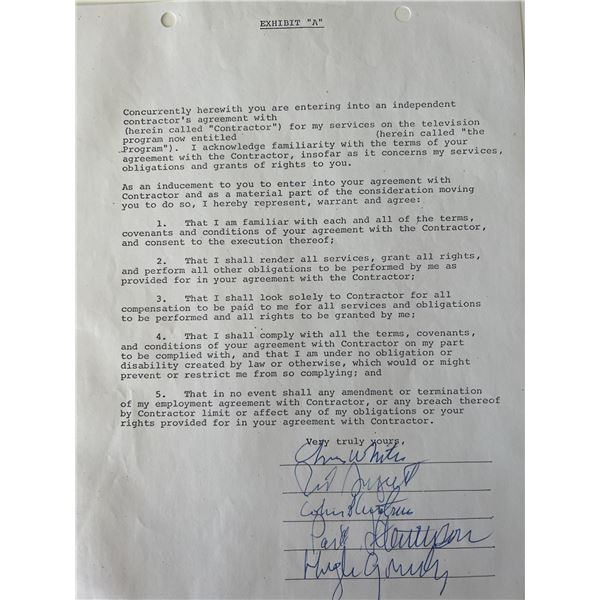 EXHIBIT "A"
Concurrently herewith you are entering into an independent
contractor's agreement with
(herein called "Contractor") for my services on the television
program now entitled (herein called "the
Program"). I acknowledge familiarity with the terms of your
agreement with the Contractor, insofar as it concerns my services,
obligations and grants of rights to you.
As an inducement to you to enter into your agreement with
Contractor and as a material part of the consideration moving
you to do so, I hereby represent, warrant and agree:
1. That I am familiar with each and all of the terms,
covenants and conditions of your agreement with the Contractor,
and consent to the execution thereof;
2. That I shall render all services, grant all rights,
and perform all other obligations to be performed by me as
provided for in your agreement with the Contractor;
3. That I shall look solely to Contractor for all
compensation to be paid to me for all services and obligations
to be performed and all rights to be granted by me;
4. That I shall comply with all the terms, covenants,
and conditions of your agreement with Contractor on my part
to be complied with, and that I am under no obligation or
disability created by law or otherwise, which would or might
prevent or restrict me from so complying; and
5. That in no event shall any amendment or termination
of my employment agreement with Contractor, or any breach thereof
by Contractor limit or affect any of my obligations or your
rights provided for in your agreement with Contractor.
Very truly yours,